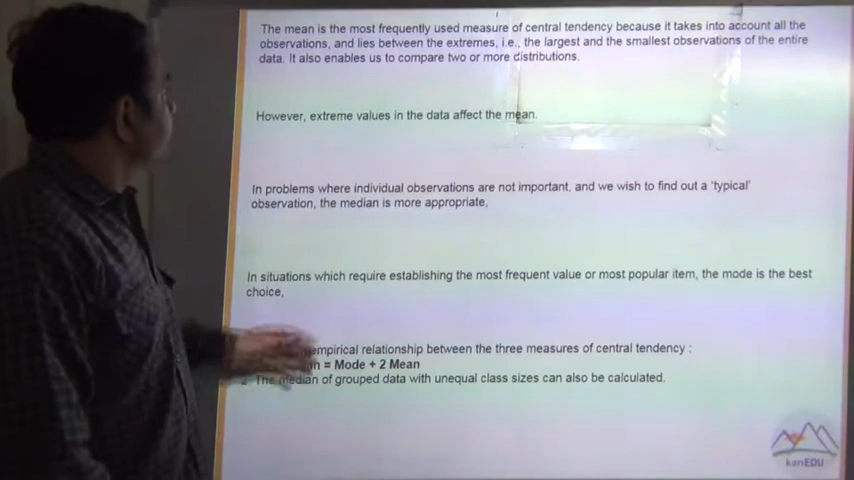 The mean is the most frequently used measure of central tendency because it takes into account all the
observations, and lies between the extremes, i.e., the largest and the smallest observations of the entire
data. It also enables us to compare two or more distributions.
However, extreme values in the data affect the mean.
In problems where individual observations are not important, and we wish to find out a 'typical'
observation, the median is more appropriate,
In situations which require establishing the most frequent value or most popular item, the mode is the best
choice,
empirical relationship between the three measures of central tendency :
= Mode + 2 Mean
2 The median of grouped data with unequal class sizes can also be calculated.
kanEDU